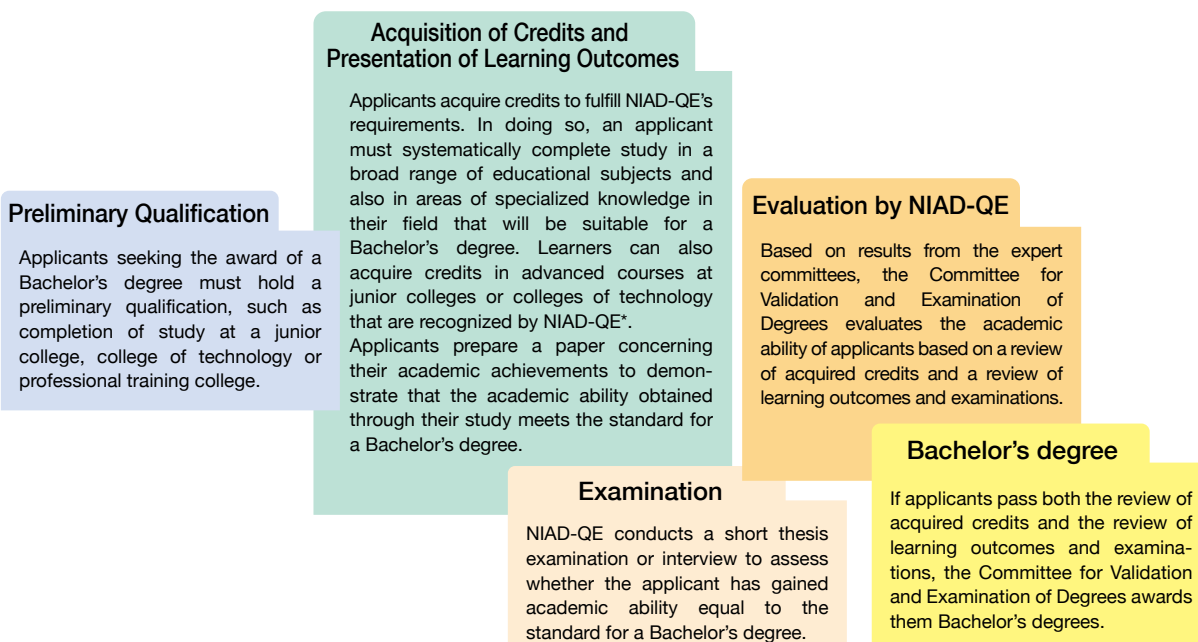 Preliminary Qualification
Applicants seeking the award of a
Bachelor's degree must hold a
preliminary qualification, such as
completion of study at a junior
college, college of technology or
professional training college.
Acquisition of Credits and
Presentation of Learning Outcomes
Applicants acquire credits to fulfill NIAD-QE's
requirements. In doing so, an applicant
must systematically complete study in a
broad range of educational subjects and
also in areas of specialized knowledge in
their field that will be suitable for a
Bachelor's degree. Learners can also
acquire credits in advanced courses at
junior colleges or colleges of technology
that are recognized by NIAD-QE*.
Applicants prepare a paper concerning
their academic achievements to demon-
strate that the academic ability obtained
through their study meets the standard for
a Bachelor's degree.
Examination
NIAD-QE conducts a short thesis
examination or interview to assess
whether the applicant has gained
academic ability equal to the
standard for a Bachelor's degree.
Evaluation by NIAD-QE
Based on results from the expert
committees, the Committee for
Validation and Examination of
Degrees evaluates the academic
ability of applicants based on a review
of acquired credits and a review of
learning outcomes and examinations.
Bachelor's degree
If applicants pass both the review of
acquired credits and the review of
learning outcomes and examina-
tions, the Committee for Validation
and Examination of Degrees awards
them Bachelor's degrees.